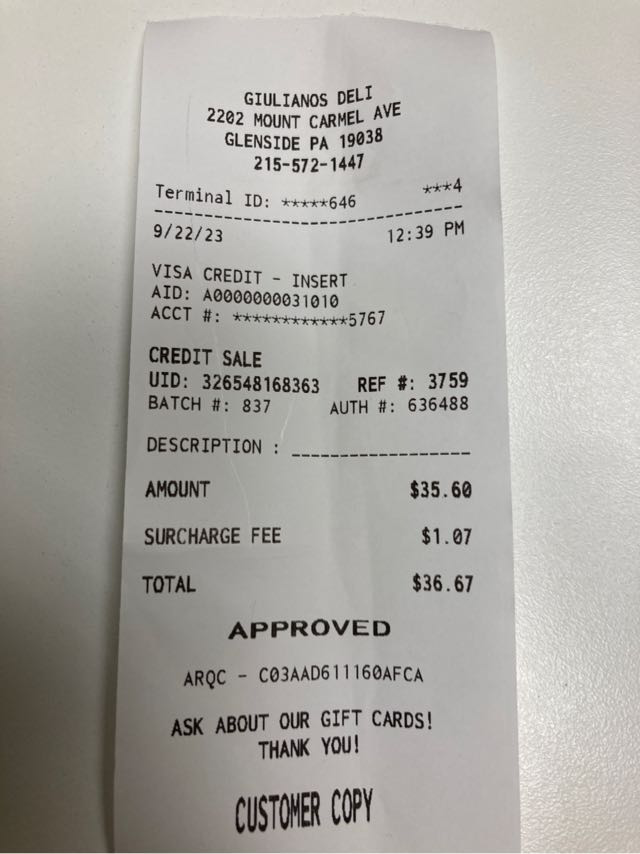 GIULIANOS DELI
2202 MOUNT CARMEL AVE
GLENSIDE PA 19038
215-572-1447
Terminal ID: *****646 ***4
9/22/23 12:39 PM
VISA CREDIT - INSERT
AID: A0000000031010
ACCT #: ************5767
CREDIT SALE
UID: 326548168363 REF #: 3759
BATCH #: 837 AUTH #: 636488
DESCRIPTION : __________________
AMOUNT $35.60
SURCHARGE FEE $1.07
TOTAL $36.67
APPROVED
ARQC - C03AAD611160AFCA
ASK ABOUT OUR GIFT CARDS!
THANK YOU!
CUSTOMER COPY